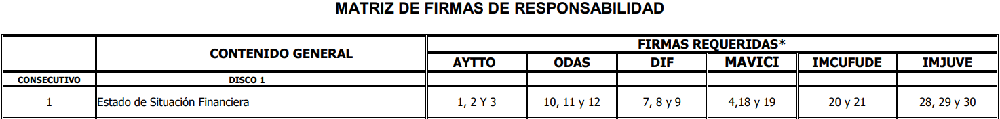 MATRIZ DE FIRMAS DE RESPONSABILIDAD
CONTENIDO GENERAL FIRMAS REQUERIDAS*
AYTTO ODAS DIF MAVICI IMCUFUDE IMJUVE
CONSECUTIVO DISCO 1
1 Estado de Situación Financiera 1, 2 Y 3 10, 11 y 12 7, 8 y 9 4,18 y 19 20 y 21 28, 29 y 30